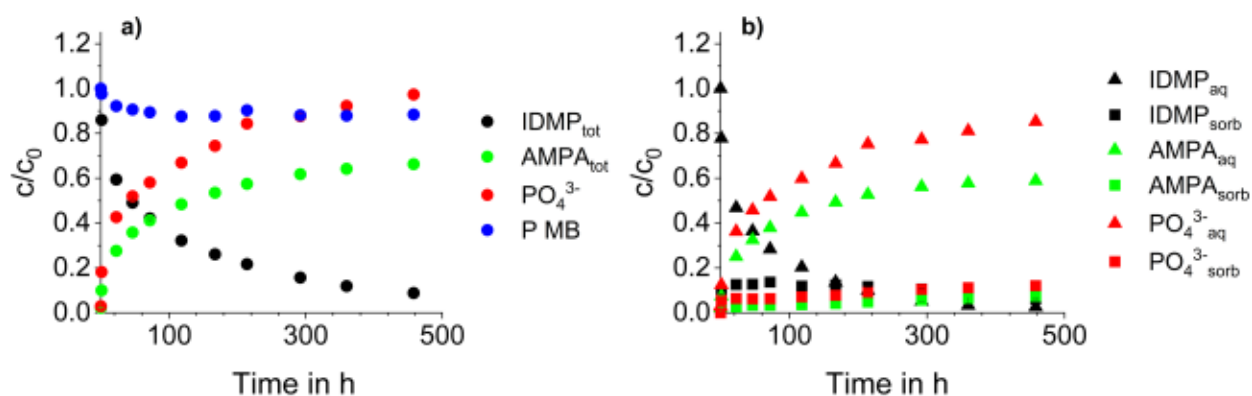 a)
1.2
1.0
0.8
0.6
0.4
0.2
0.0
c/c₀
100
300
500
Time in h
IDMPtot
AMPAtot
PO₄³⁻
P MB
b)
1.2
1.0
0.8
0.6
0.4
0.2
0.0
c/c₀
100
300
500
Time in h
IDMPaq
IDMPsorb
AMPAaq
AMPAsorb
PO₄³⁻aq
PO₄³⁻sorb